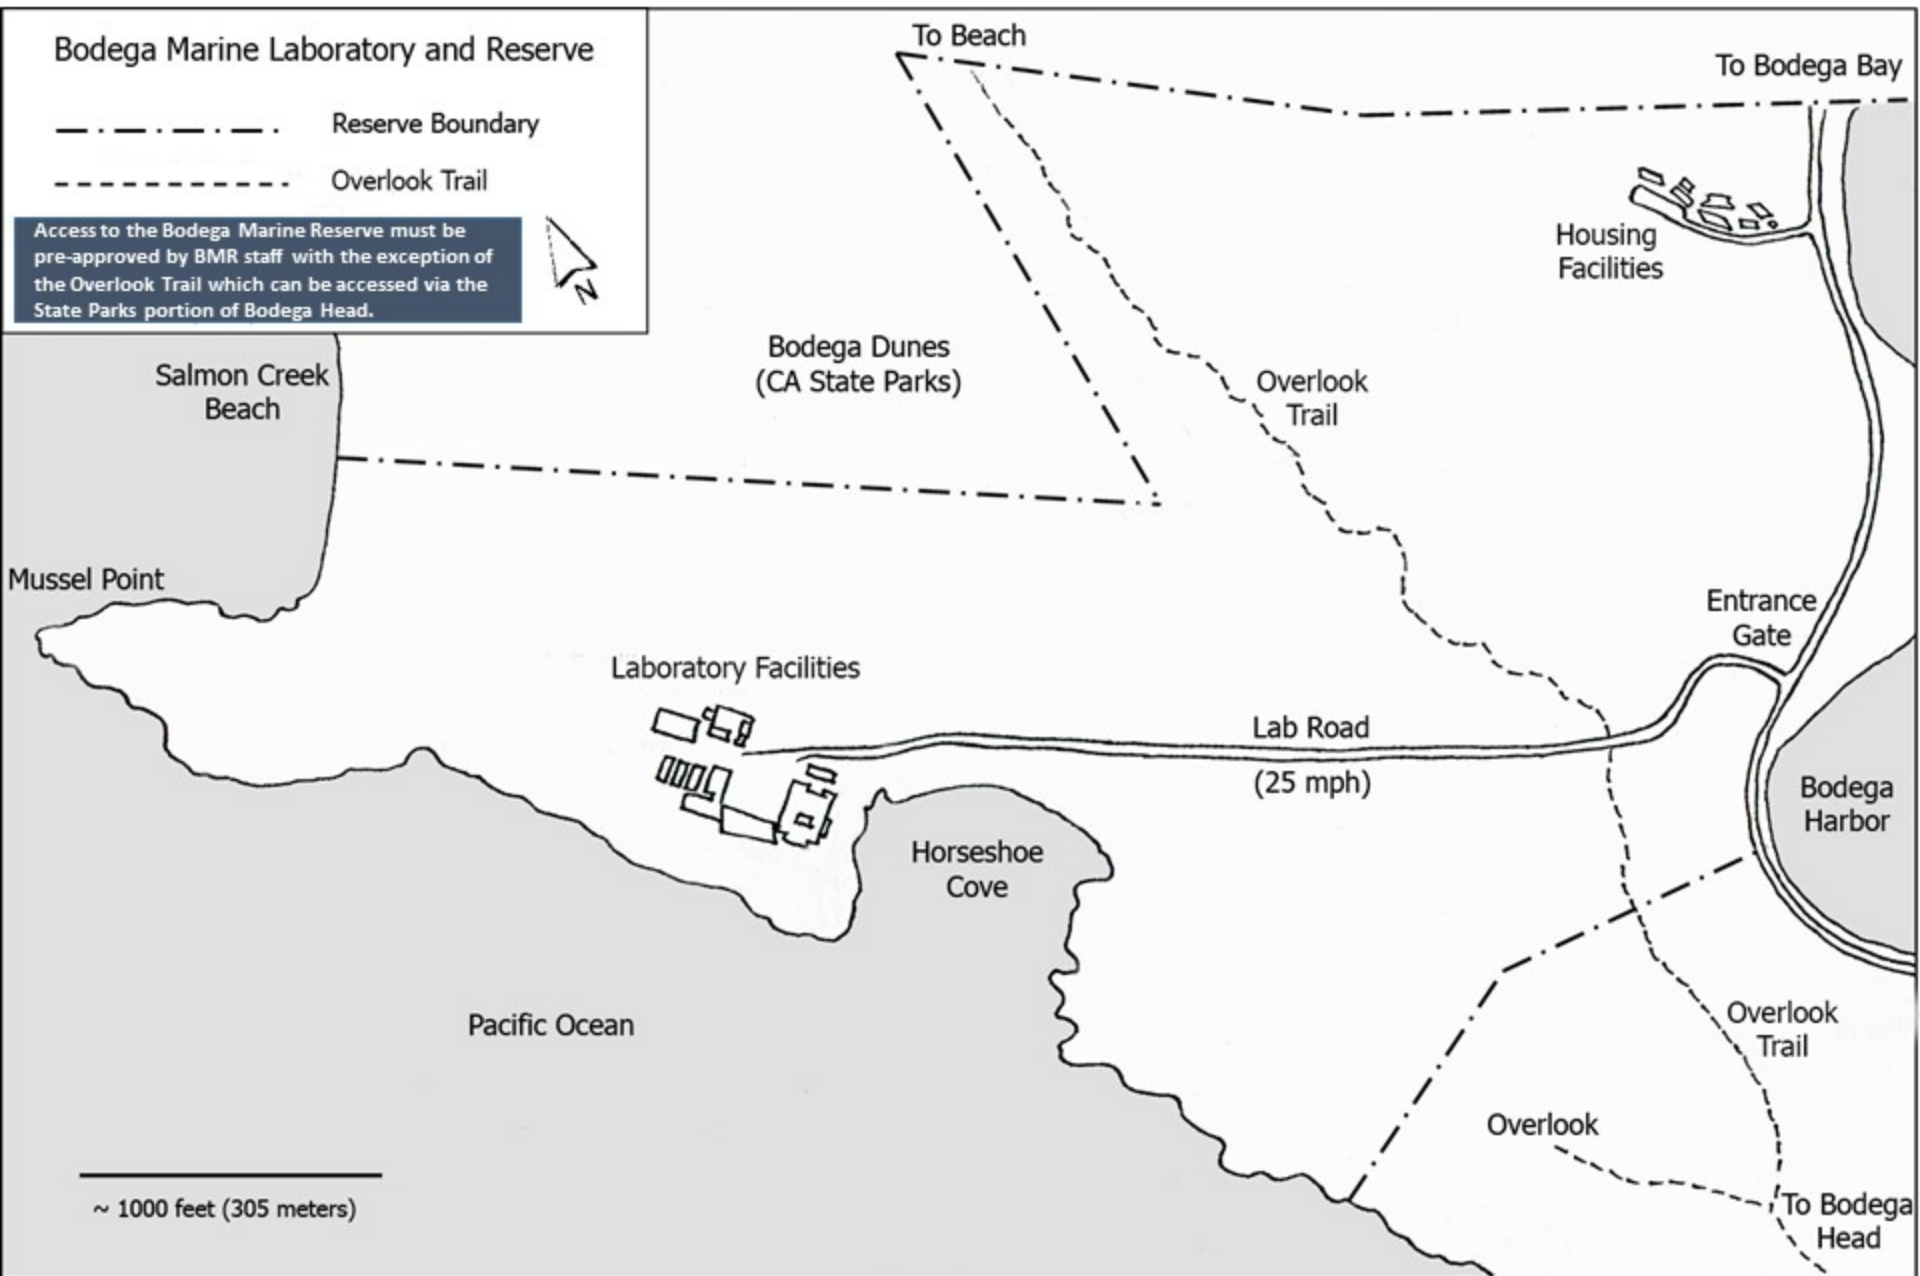 Bodega Marine Laboratory and Reserve
Reserve Boundary
Overlook Trail
Access to the Bodega Marine Reserve must be
pre-approved by BMR staff with the exception of
the Overlook Trail which can be accessed via the
State Parks portion of Bodega Head.
N
To Beach
To Bodega Bay
Housing
Facilities
Salmon Creek
Beach
Bodega Dunes
(CA State Parks)
Overlook
Trail
Mussel Point
Entrance
Gate
Laboratory Facilities
Lab Road
(25 mph)
Bodega
Harbor
Horseshoe
Cove
Pacific Ocean
Overlook
Trail
Overlook
To Bodega
Head
~ 1000 feet (305 meters)